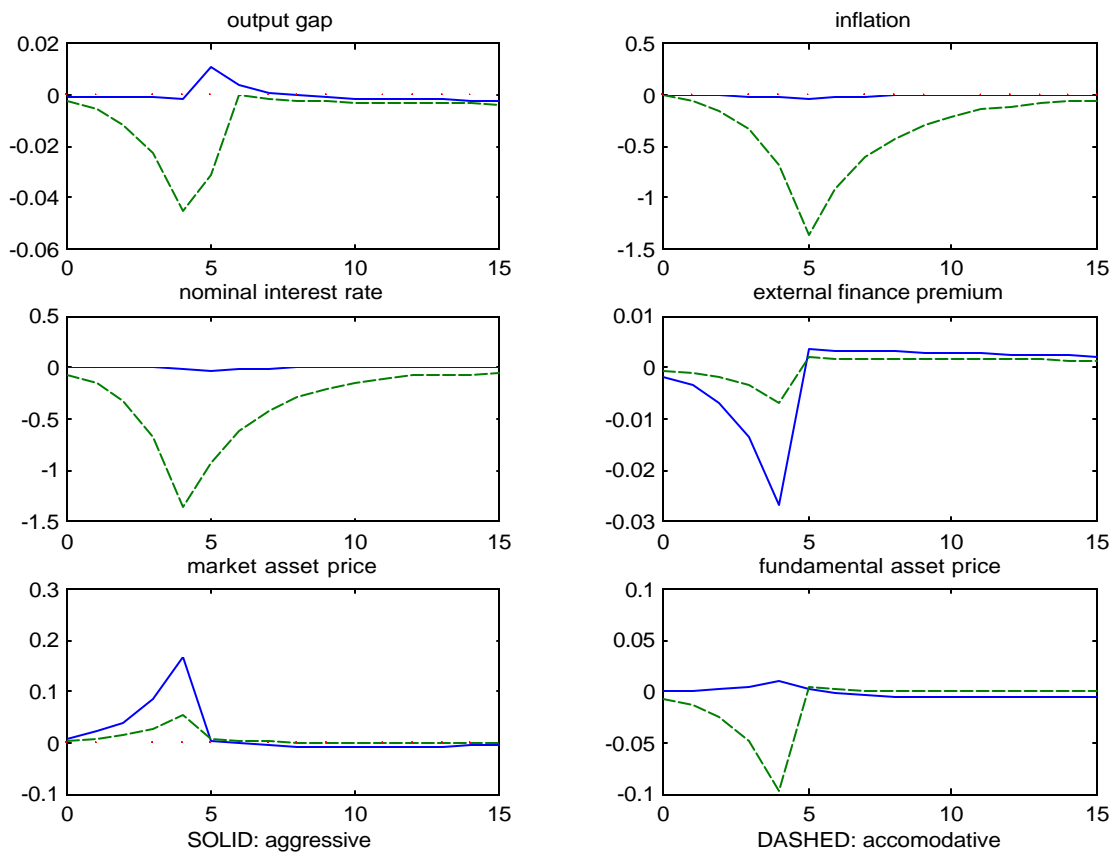 output gap
0.02
0
-0.02
-0.04
-0.06
0 5 10 15
inflation
0.5
0
-0.5
-1
-1.5
0 5 10 15
nominal interest rate
0.5
0
-0.5
-1
-1.5
0 5 10 15
external finance premium
0.01
0
-0.01
-0.02
-0.03
0 5 10 15
market asset price
0.3
0.2
0.1
0
-0.1
0 5 10 15
SOLID: aggressive
fundamental asset price
0.1
0.05
0
-0.05
-0.1
0 5 10 15
DASHED: accomodative